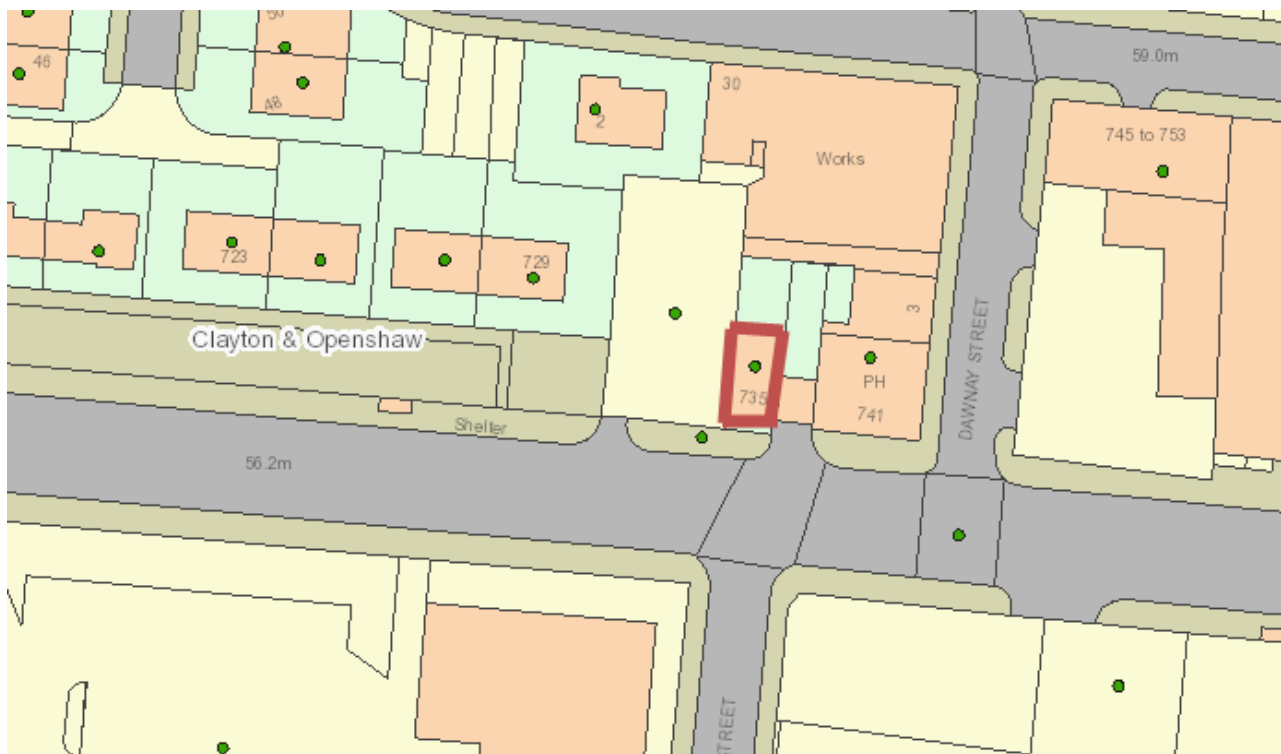 50
46
48
2
30
59.0m
745 to 753
Works
723
729
3
Clayton & Openshaw
DAWNAY STREET
PH
735
741
Shelter
56.2m
STREET